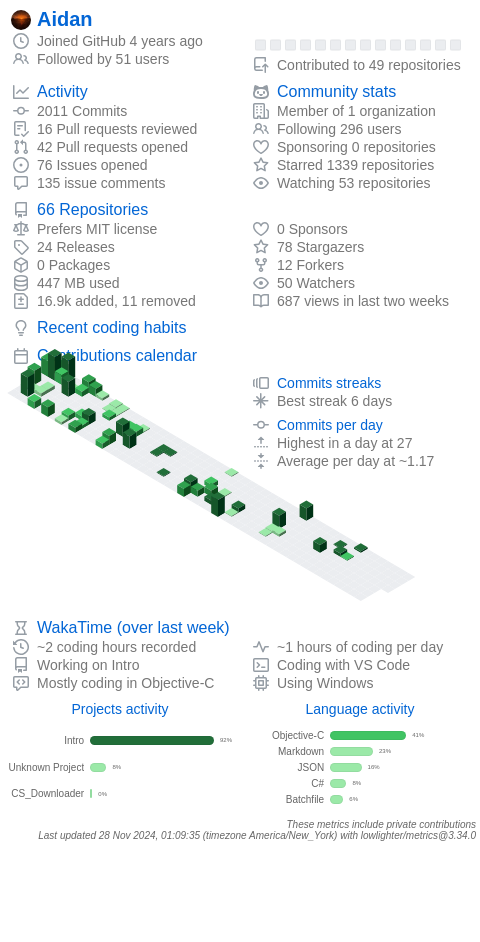 Aidan
Joined GitHub 4 years ago
Followed by 51 users
Contributed to 49 repositories
Activity
2011 Commits
16 Pull requests reviewed
42 Pull requests opened
76 Issues opened
135 issue comments
Community stats
Member of 1 organization
Following 296 users
Sponsoring 0 repositories
Starred 1339 repositories
Watching 53 repositories
66 Repositories
Prefers MIT license
24 Releases
0 Packages
447 MB used
16.9k added, 11 removed
0 Sponsors
78 Stargazers
12 Forkers
50 Watchers
687 views in last two weeks
Recent coding habits
Contributions calendar
Commits streaks
Best streak 6 days
Commits per day
Highest in a day at 27
Average per day at ~1.17
WakaTime (over last week)
~2 coding hours recorded
Working on Intro
Mostly coding in Objective-C
~1 hours of coding per day
Coding with VS Code
Using Windows
Projects activity
Intro 92%
Unknown Project 8%
CS_Downloader 0%
Language activity
Objective-C 41%
Markdown 23%
JSON 16%
C# 8%
Batchfile 6%
These metrics include private contributions
Last updated 28 Nov 2024, 01:09:35 (timezone America/New_York) with lowlighter/metrics@3.34.0